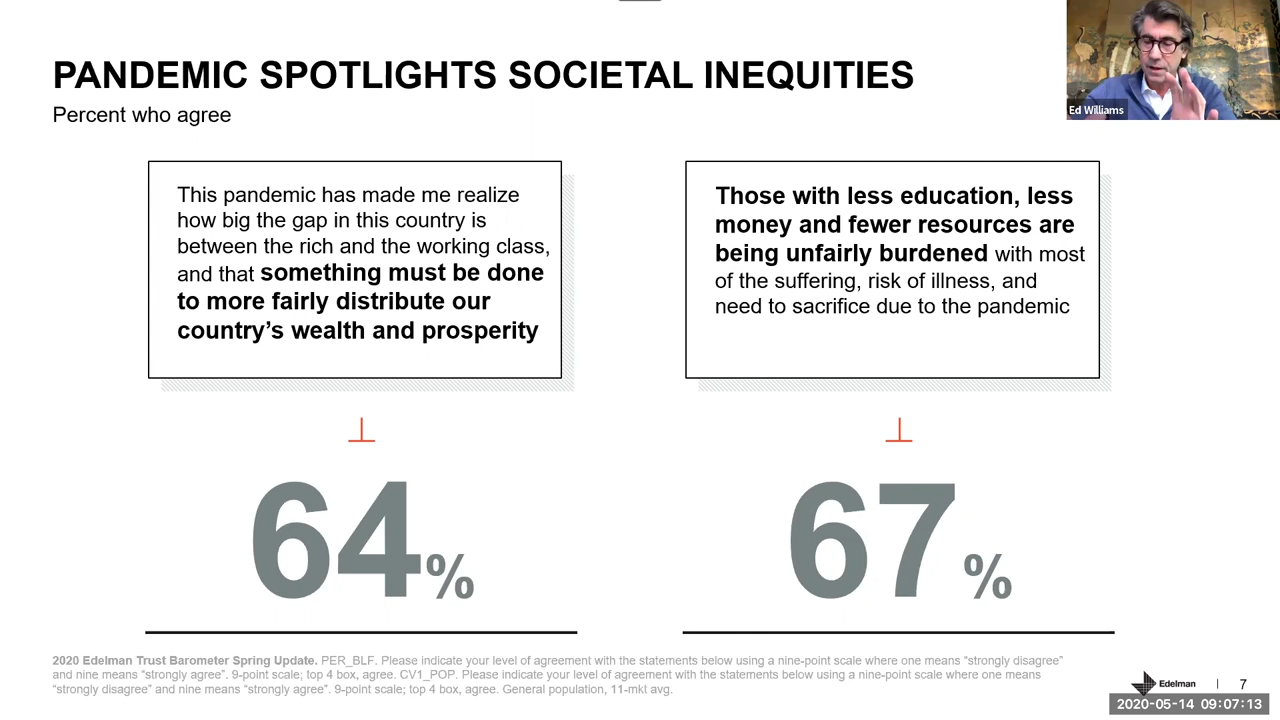 PANDEMIC SPOTLIGHTS SOCIETAL INEQUITIES
Percent who agree
Ed Williams
This pandemic has made me realize
how big the gap in this country is
between the rich and the working class,
and that something must be done
to more fairly distribute our
country’s wealth and prosperity
64%
Those with less education, less
money and fewer resources are
being unfairly burdened with most
of the suffering, risk of illness, and
need to sacrifice due to the pandemic
67%
2020 Edelman Trust Barometer Spring Update. PER_BLF. Please indicate your level of agreement with the statements below using a nine-point scale where one means “strongly disagree”
and nine means “strongly agree”. 9-point scale; top 4 box, agree. CV1_POP. Please indicate your level of agreement with the statements below using a nine-point scale where one means
“strongly disagree” and nine means “strongly agree”. 9-point scale; top 4 box, agree. General population, 11-mkt avg.
Edelman | 7
2020-05-14 09:07:13